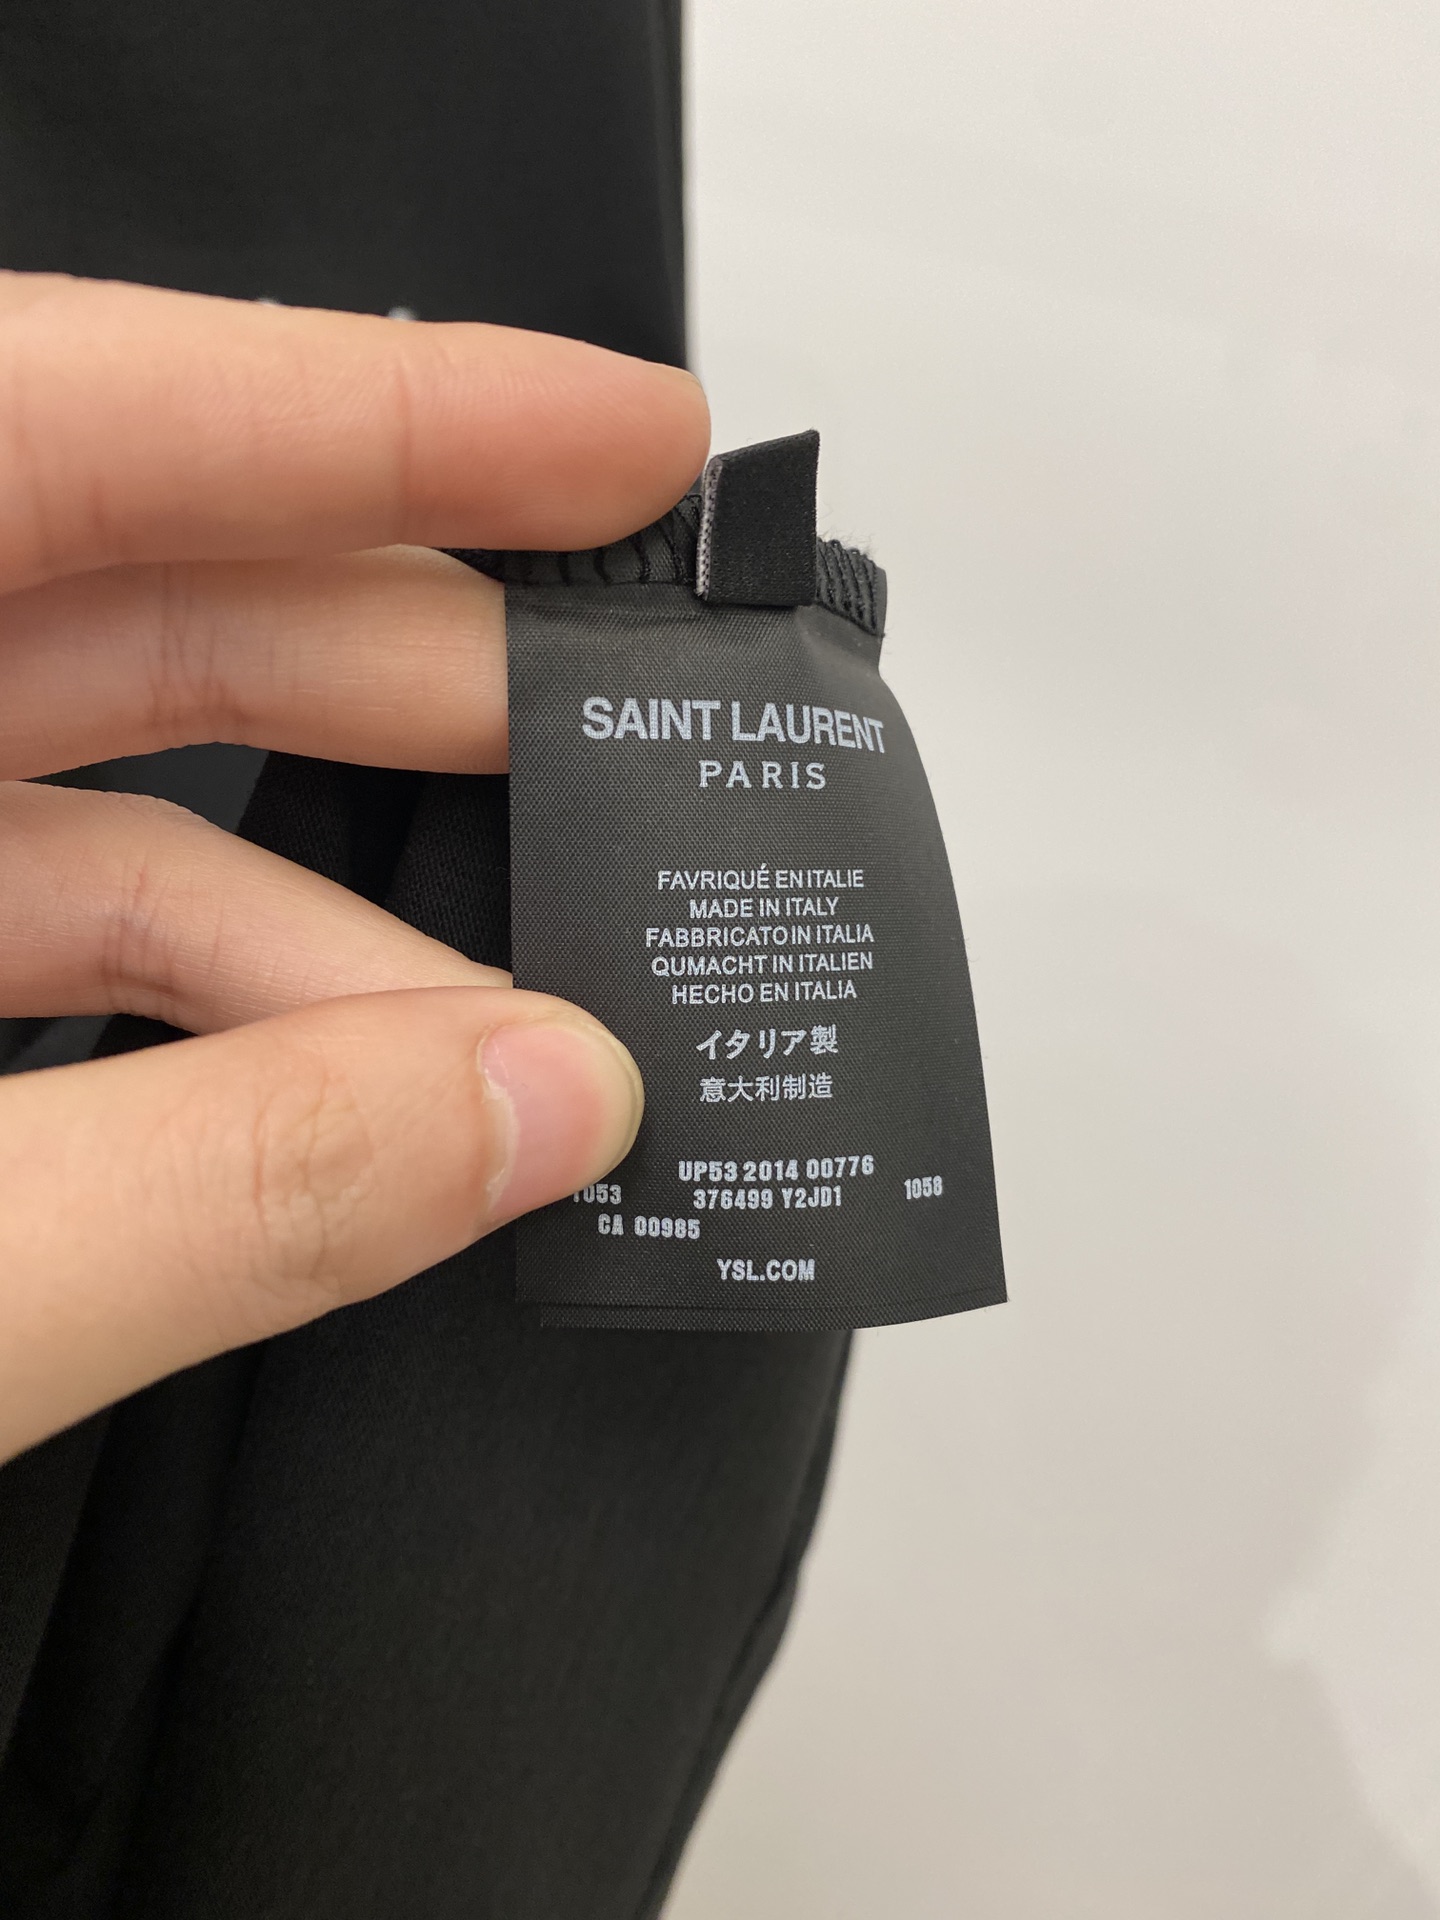 SAINT LAURENT
PARIS
FAVRIQUÉ EN ITALIE
MADE IN ITALY
FABBRICATO IN ITALIA
QUMACHT IN ITALIEN
HECHO EN ITALIA
イタリア製
意大利制造
UP53 2014 00776
1053 376499 Y2JD1 1058
CA 00985
YSL.COM